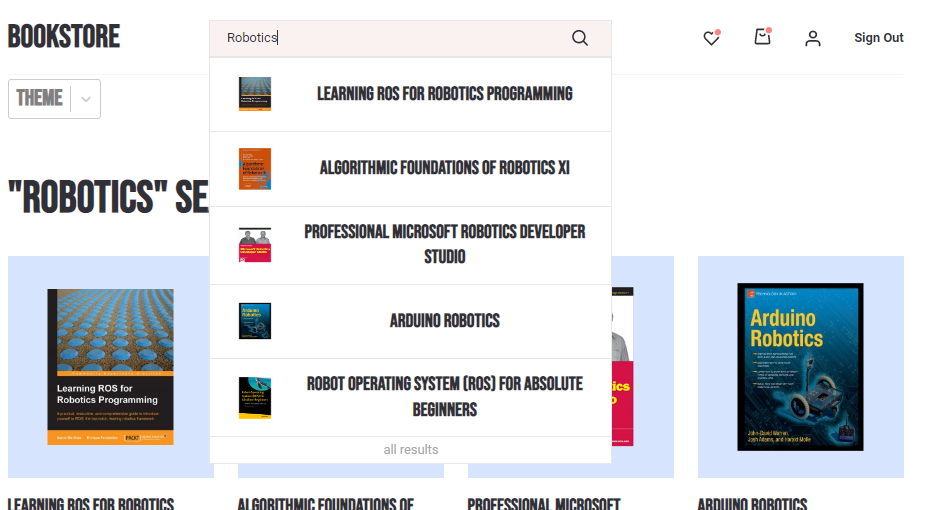 BOOKSTORE
Robotics
Sign Out
THEME
LEARNING ROS FOR ROBOTICS PROGRAMMING
ALGORITHMIC FOUNDATIONS OF ROBOTICS XI
"ROBOTICS" SE
PROFESSIONAL MICROSOFT ROBOTICS DEVELOPER
STUDIO
ARDUINO ROBOTICS
ROBOT OPERATING SYSTEM (ROS) FOR ABSOLUTE
BEGINNERS
all results
Learning ROS for
Robotics Programming
TECHNOLOGY IN ACTION
Arduino
Robotics
John-David Warren,
Josh Adams, and Harald Molle
LEARNING ROS FOR ROBOTICS
ALGORITHMIC FOUNDATIONS OF
PROFESSIONAL MICROSOFT
ARDUINO ROBOTICS